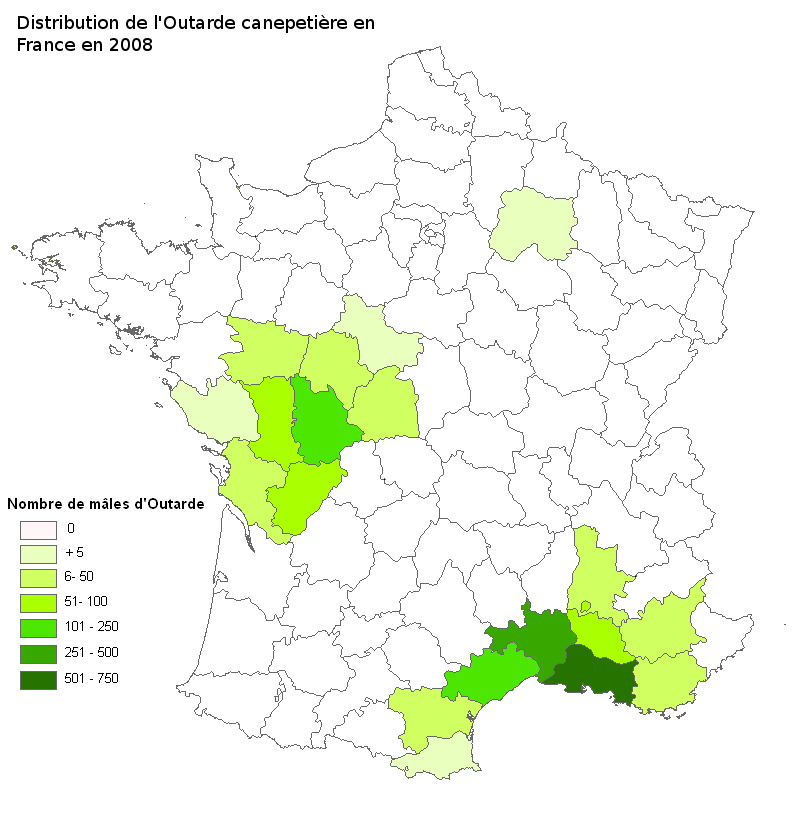 Distribution de l'Outarde canepetière en
France en 2008
Nombre de mâles d'Outarde
0
+ 5
6- 50
51- 100
101 - 250
251 - 500
501 - 750